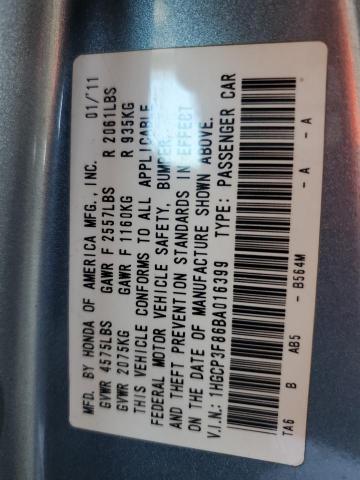 MFD. BY HONDA OF AMERICA MFG., INC. 01/'11
GVWR 4575LBS GAWR F 2557LBS R 2061LBS
GVWR 2075KG GAWR F 1160KG R 935KG
THIS VEHICLE CONFORMS TO ALL APPLICABLE
FEDERAL MOTOR VEHICLE SAFETY, BUMPER,
AND THEFT PREVENTION STANDARDS IN EFFECT
ON THE DATE OF MANUFACTURE SHOWN ABOVE.
V.I.N.: 1HGCP3F86BA016399 TYPE: PASSENGER CAR
TA6 B AB5 - B564M - A - A